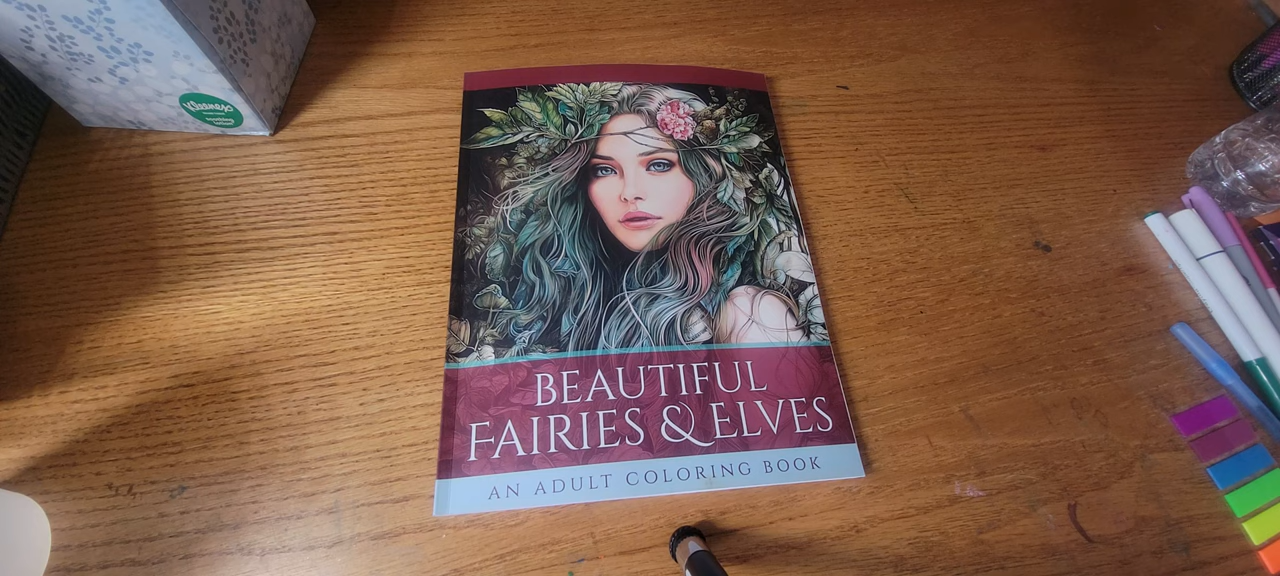 Kleenex
BEAUTIFUL
FAIRIES & ELVES
AN ADULT COLORING BOOK